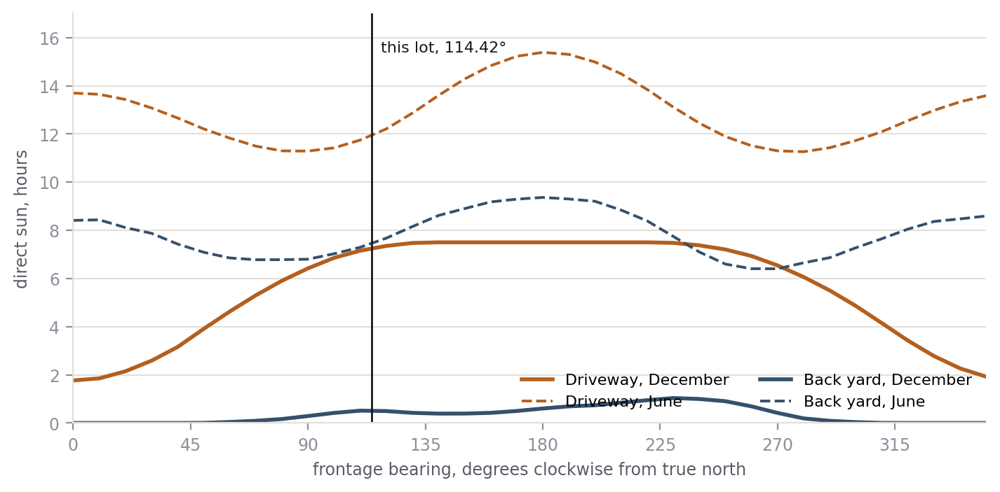 16
this lot, 114.42°
14
12
10
8
6
4
2
0
direct sun, hours
Driveway, December
Back yard, December
Driveway, June
Back yard, June
0 45 90 135 180 225 270 315
frontage bearing, degrees clockwise from true north